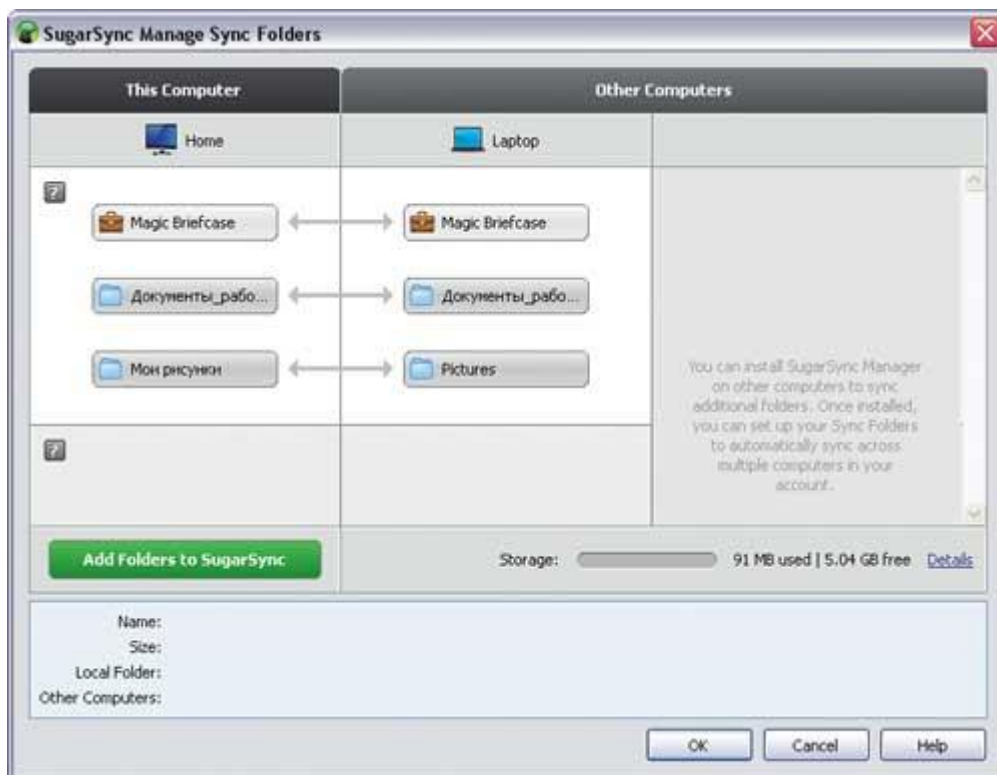 SugarSync Manage Sync Folders
This Computer
Other Computers
Home
Laptop
?
Magic Briefcase
Magic Briefcase
Документы_рабо...
Документы_рабо...
Мои рисунки
Pictures
You can install SugarSync Manager
on other computers to sync
additional folders. Once installed,
you can set up your Sync Folders
to automatically sync across
multiple computers in your
account.
?
Add Folders to SugarSync
Storage:
91 MB used | 5.04 GB free
Details
Name:
Size:
Local Folder:
Other Computers:
OK
Cancel
Help